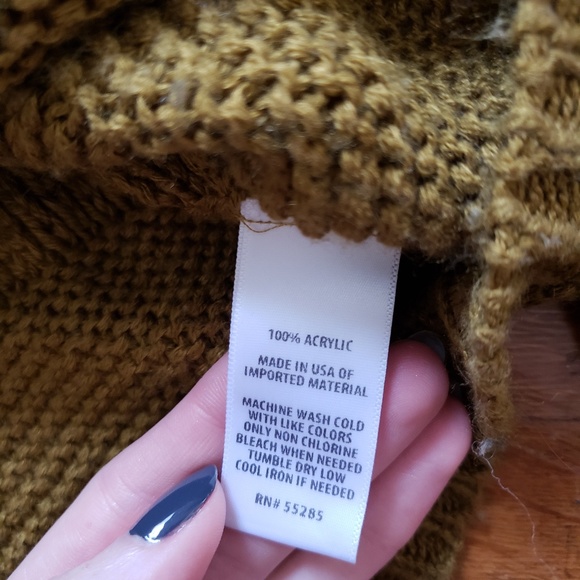 100% ACRYLIC
MADE IN USA OF
IMPORTED MATERIAL
MACHINE WASH COLD
WITH LIKE COLORS
ONLY NON CHLORINE
BLEACH WHEN NEEDED
TUMBLE DRY LOW
COOL IRON IF NEEDED
RN# 55285